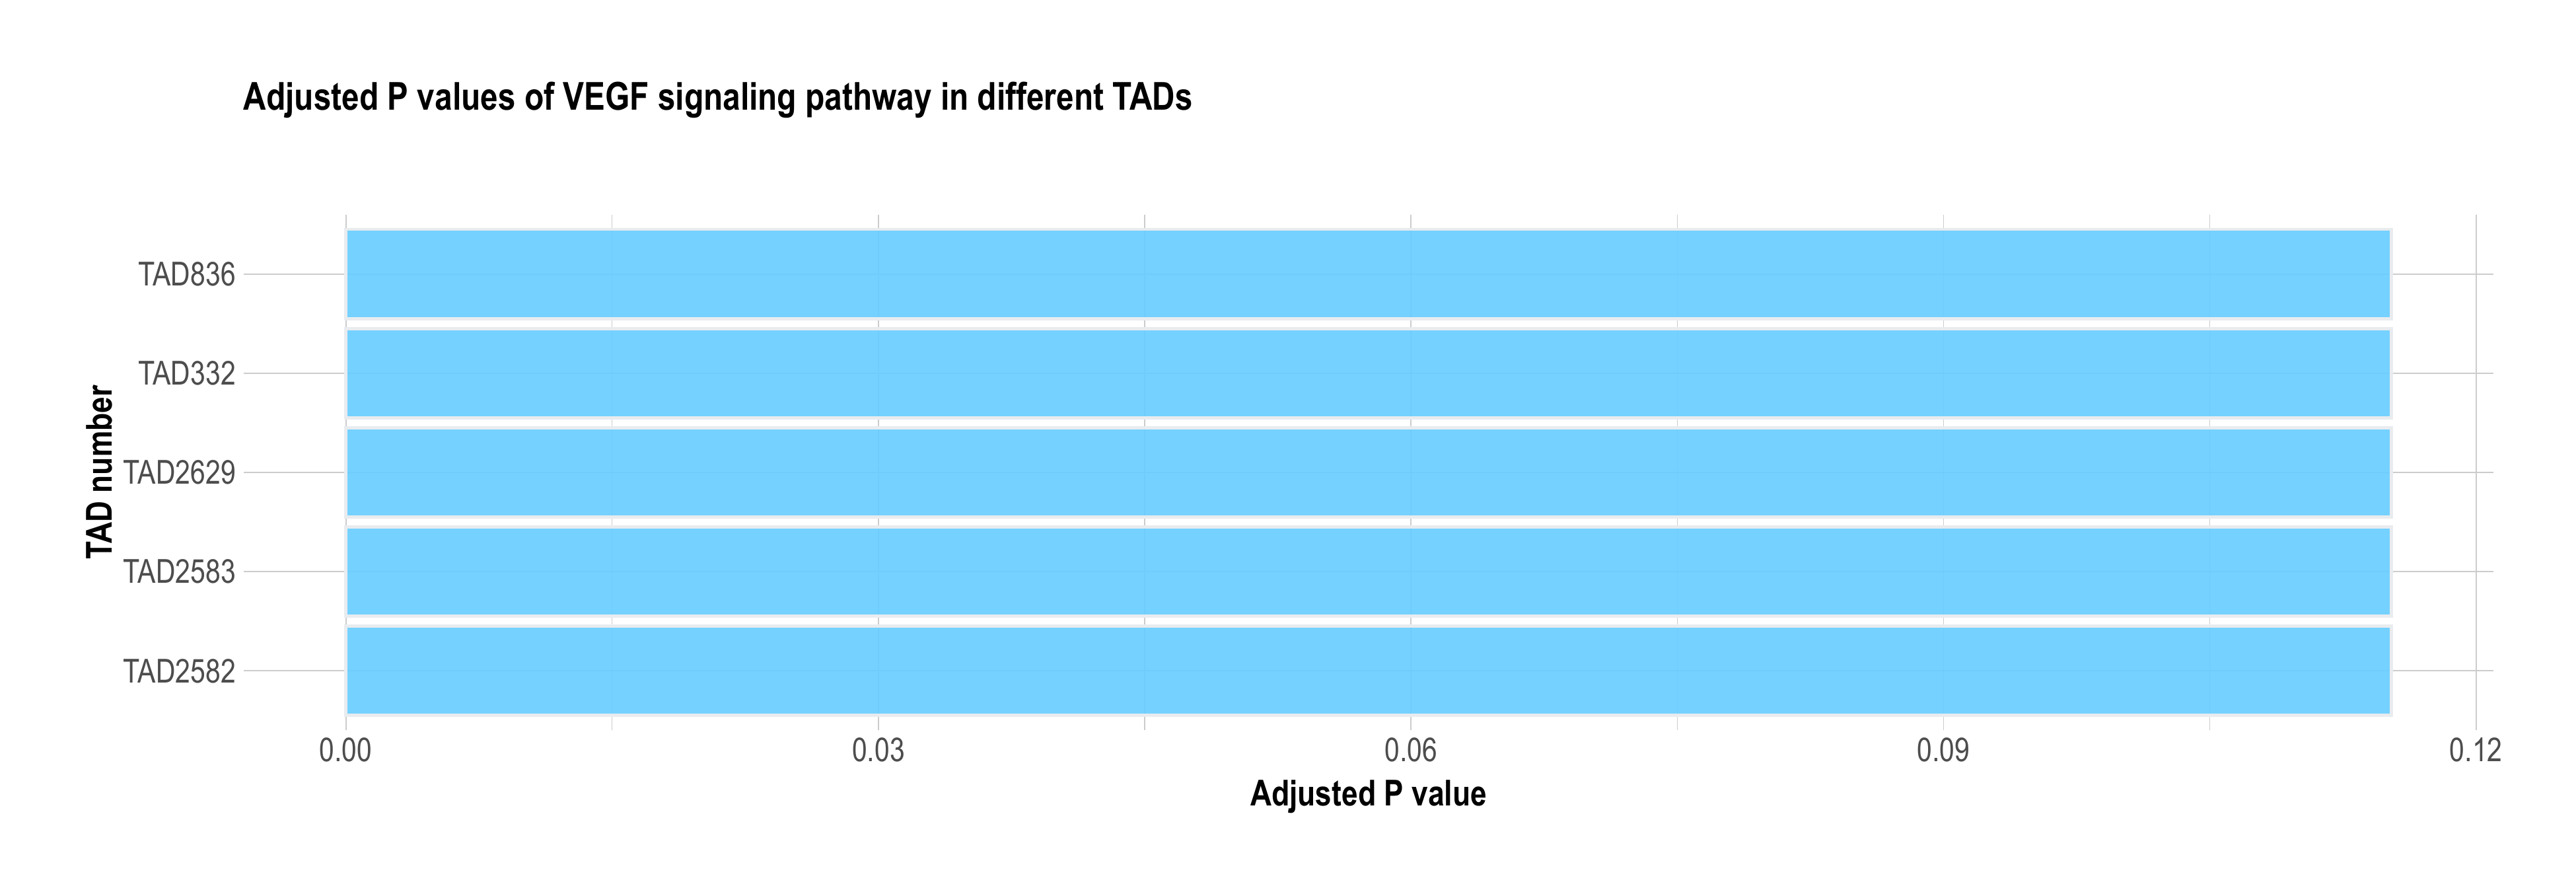 Adjusted P values of VEGF signaling pathway in different TADs
TAD number
TAD836
TAD332
TAD2629
TAD2583
TAD2582
0.00 0.03 0.06 0.09 0.12
Adjusted P value